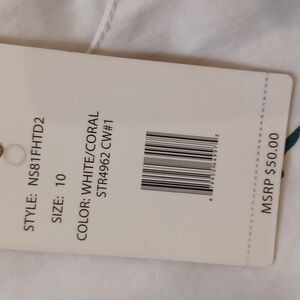 STYLE: NS81FHTD2
SIZE: 10
COLOR: WHITE/CORAL
STR4962 CW#1
MSRP $50.00